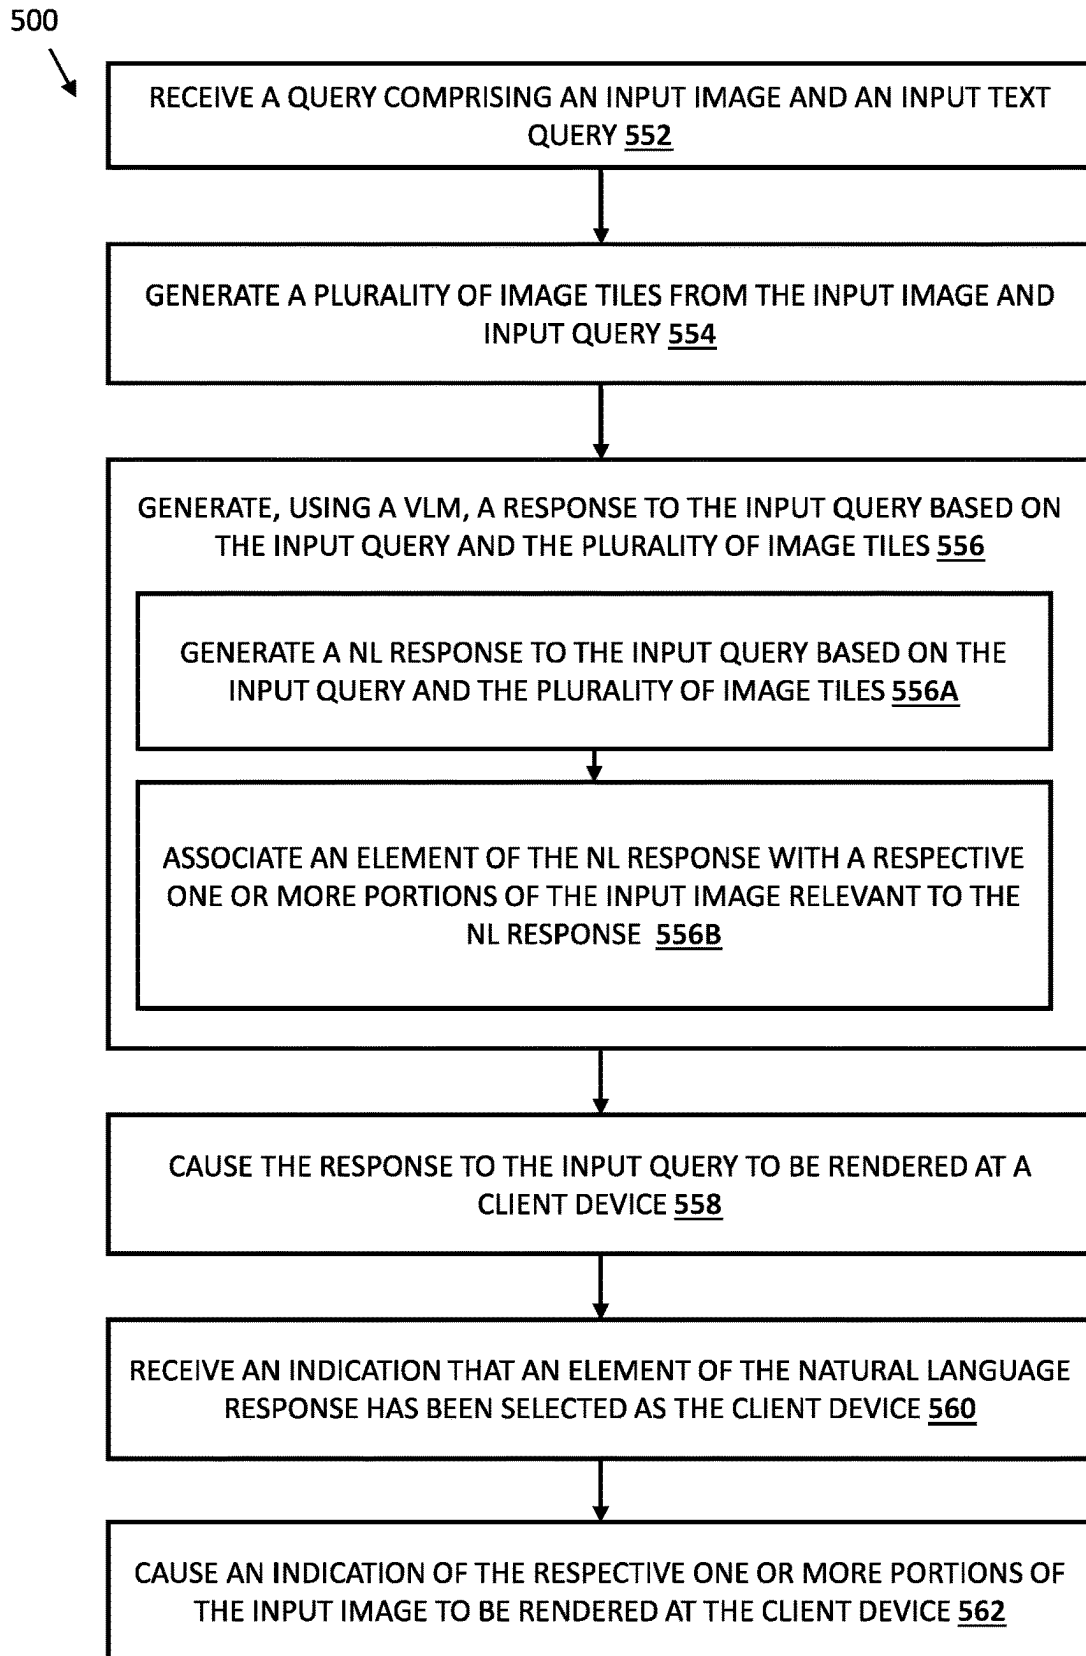 500
RECEIVE A QUERY COMPRISING AN INPUT IMAGE AND AN INPUT TEXT
QUERY 552
GENERATE A PLURALITY OF IMAGE TILES FROM THE INPUT IMAGE AND
INPUT QUERY 554
GENERATE, USING A VLM, A RESPONSE TO THE INPUT QUERY BASED ON
THE INPUT QUERY AND THE PLURALITY OF IMAGE TILES 556
GENERATE A NL RESPONSE TO THE INPUT QUERY BASED ON THE
INPUT QUERY AND THE PLURALITY OF IMAGE TILES 556A
ASSOCIATE AN ELEMENT OF THE NL RESPONSE WITH A RESPECTIVE
ONE OR MORE PORTIONS OF THE INPUT IMAGE RELEVANT TO THE
NL RESPONSE 556B
CAUSE THE RESPONSE TO THE INPUT QUERY TO BE RENDERED AT A
CLIENT DEVICE 558
RECEIVE AN INDICATION THAT AN ELEMENT OF THE NATURAL LANGUAGE
RESPONSE HAS BEEN SELECTED AS THE CLIENT DEVICE 560
CAUSE AN INDICATION OF THE RESPECTIVE ONE OR MORE PORTIONS OF
THE INPUT IMAGE TO BE RENDERED AT THE CLIENT DEVICE 562